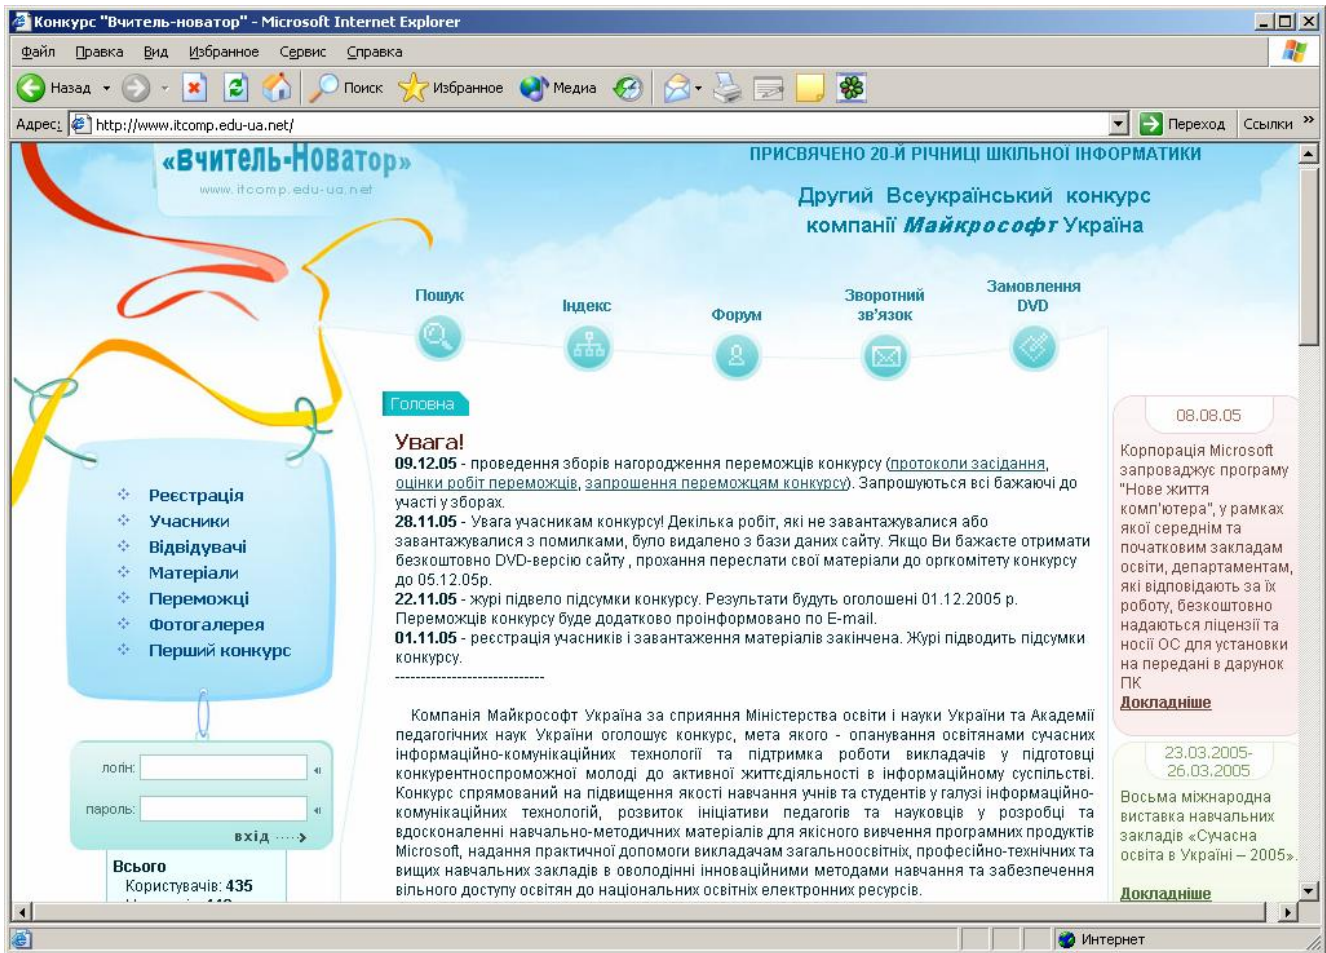 Конкурс "Вчитель-новатор" - Microsoft Internet Explorer
Файл Правка Вид Избранное Сервис Справка
Назад Поиск Избранное Медиа
Адрес: http://www.itcomp.edu-ua.net/ Переход Ссылки »
«Вчитель-Новатор»
www.itcomp.edu-ua.net
ПРИСВЯЧЕНО 20-Й РІЧНИЦІ ШКІЛЬНОЇ ІНФОРМАТИКИ
Другий Всеукраїнський конкурс
компанії Майкрософт Україна
Пошук
Індекс
Форум
Зворотний
зв'язок
Замовлення
DVD
Реєстрація
Учасники
Відвідувачі
Матеріали
Переможці
Фотогалерея
Перший конкурс
логін:
пароль:
вхід
Всього
Користувачів: 435
Головна
Увага!
09.12.05 - проведення зборів нагородження переможців конкурсу (протоколи засідання,
оцінки робіт переможців, запрошення переможцям конкурсу). Запрошуються всі бажаючі до
участі у зборах.
28.11.05 - Увага учасникам конкурсу! Декілька робіт, які не завантажувалися або
завантажувалися з помилками, було видалено з бази даних сайту. Якщо Ви бажаєте отримати
безкоштовно DVD-версію сайту , прохання переслати свої матеріали до оргкомітету конкурсу
до 05.12.05р.
22.11.05 - журі підвело підсумки конкурсу. Результати будуть оголошені 01.12.2005 р.
Переможців конкурсу буде додатково проінформовано по E-mail.
01.11.05 - реєстрація учасників і завантаження матеріалів закінчена. Журі підводить підсумки
конкурсу.
-----------------------------
Компанія Майкрософт Україна за сприяння Міністерства освіти і науки України та Академії
педагогічних наук України оголошує конкурс, мета якого - опанування освітянами сучасних
інформаційно-комунікаційних технології та підтримка роботи викладачів у підготовці
конкурентноспроможної молоді до активної життєдіяльності в інформаційному суспільстві.
Конкурс спрямований на підвищення якості навчання учнів та студентів у галузі інформаційно-
комунікаційних технологій, розвиток ініціативи педагогів та науковців у розробці та
вдосконаленні навчально-методичних матеріалів для якісного вивчення програмних продуктів
Microsoft, надання практичної допомоги викладачам загальноосвітніх, професійно-технічних та
вищих навчальних закладів в оволодінні інноваційними методами навчання та забезпечення
вільного доступу освітян до національних освітніх електронних ресурсів.
08.08.05
Корпорація Microsoft
запроваджує програму
"Нове життя
комп'ютера", у рамках
якої середнім та
початковим закладам
освіти, департаментам,
які відповідають за їх
роботу, безкоштовно
надаються ліцензії та
носії ОС для установки
на передані в дарунок
ПК
Докладніше
23.03.2005-
26.03.2005
Восьма міжнародна
виставка навчальних
закладів «Сучасна
освіта в Україні – 2005».
Докладніше
Интернет